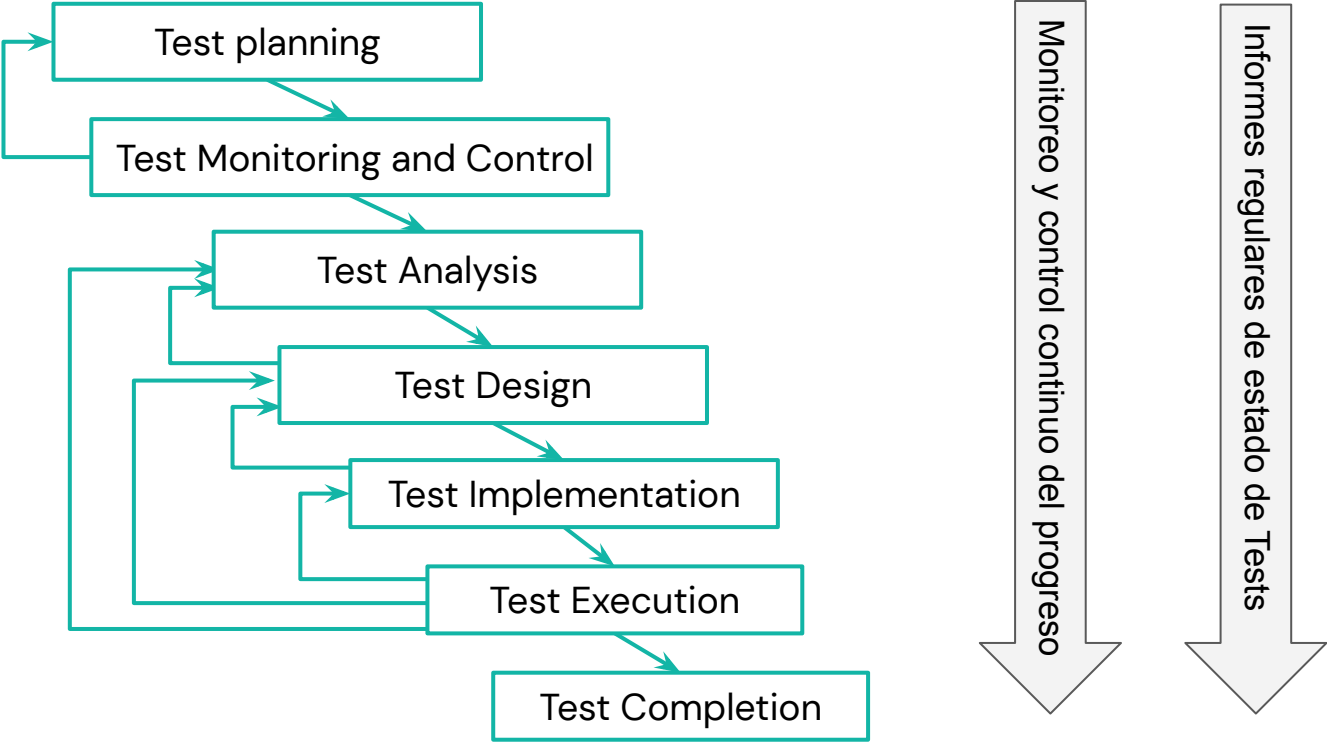 Test planning
Test Monitoring and Control
Test Analysis
Test Design
Test Implementation
Test Execution
Test Completion
Monitoreo y control continuo del progreso
Informes regulares de estado de Tests